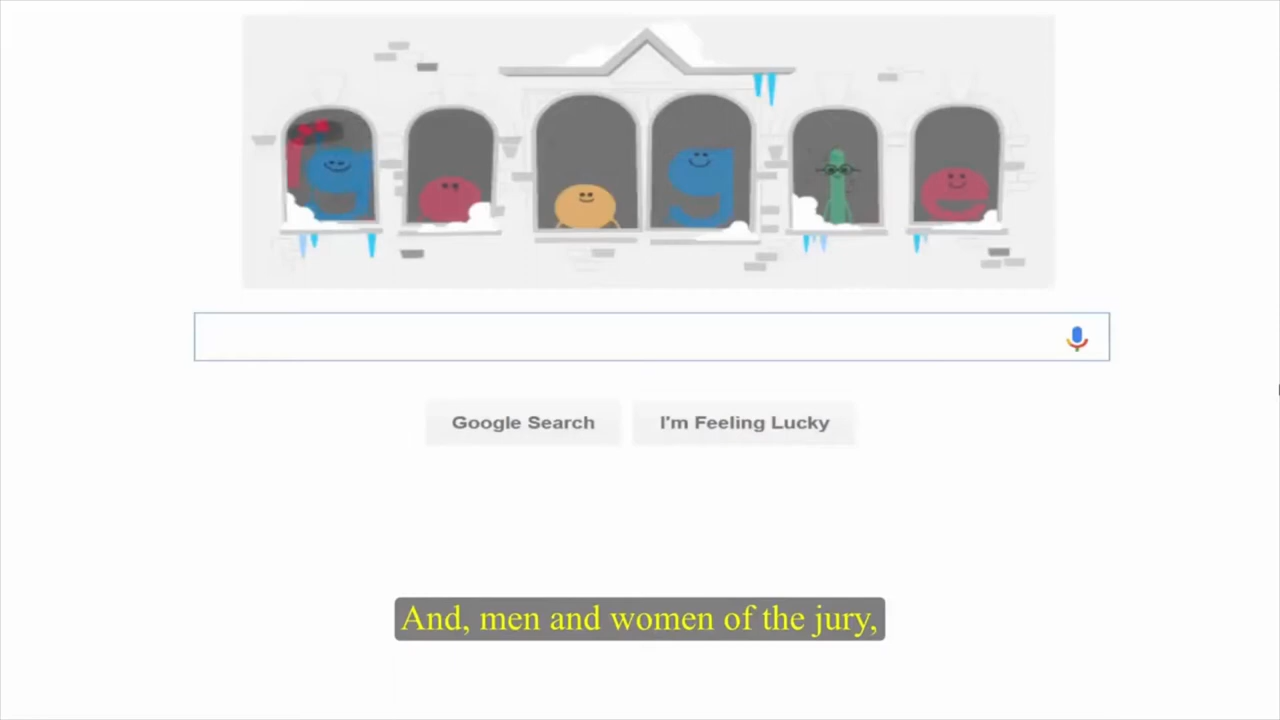 Google Search
I'm Feeling Lucky
And, men and women of the jury,